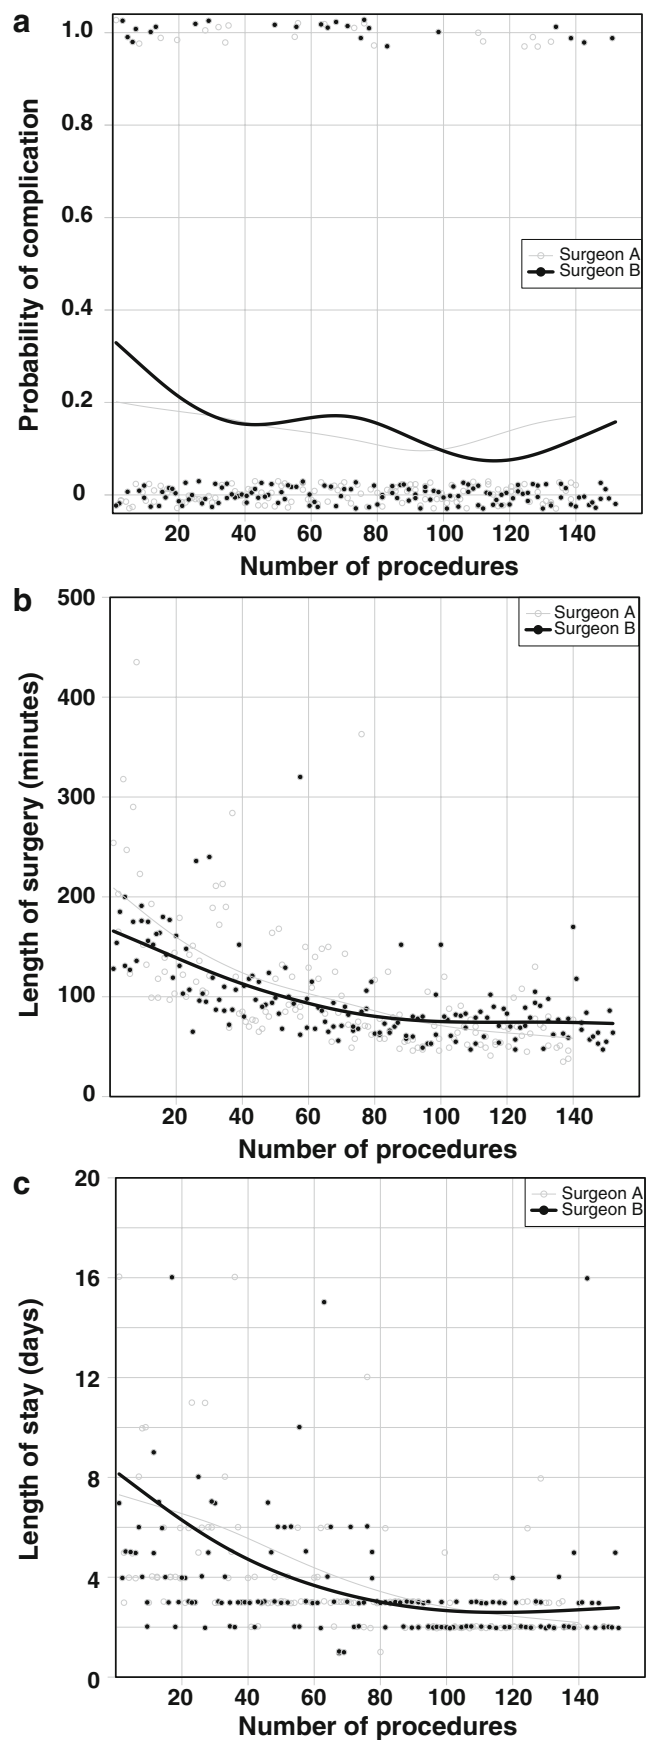 a
1.0
0.8
0.6
0.4
0.2
0
Probability of complication
Surgeon A
Surgeon B
20 40 60 80 100 120 140
Number of procedures
b
500
400
300
200
100
0
Length of surgery (minutes)
Surgeon A
Surgeon B
20 40 60 80 100 120 140
Number of procedures
c
20
16
12
8
4
0
Length of stay (days)
Surgeon A
Surgeon B
20 40 60 80 100 120 140
Number of procedures